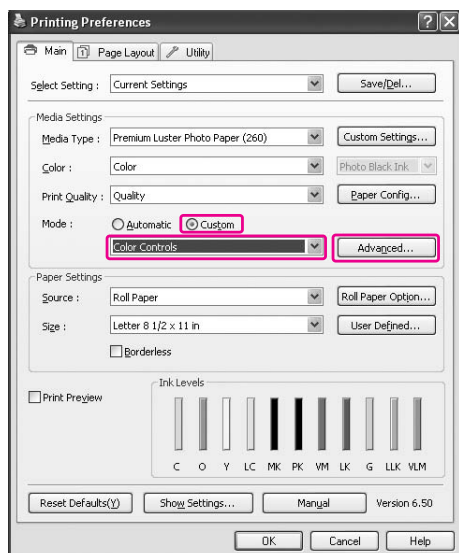 Printing Preferences
Main Page Layout Utility
Select Setting : Current Settings Save/Del...
Media Settings
Media Type : Premium Luster Photo Paper (260) Custom Settings...
Color : Color Photo Black Ink
Print Quality : Quality Paper Config...
Mode : Automatic Custom
Color Controls Advanced...
Paper Settings
Source : Roll Paper Roll Paper Option...
Size : Letter 8 1/2 x 11 in User Defined...
Borderless
Print Preview Ink Levels
C O Y LC MK PK VM LK G LLK VLM
Reset Defaults(Y) Show Settings... Manual Version 6.50
OK Cancel Help